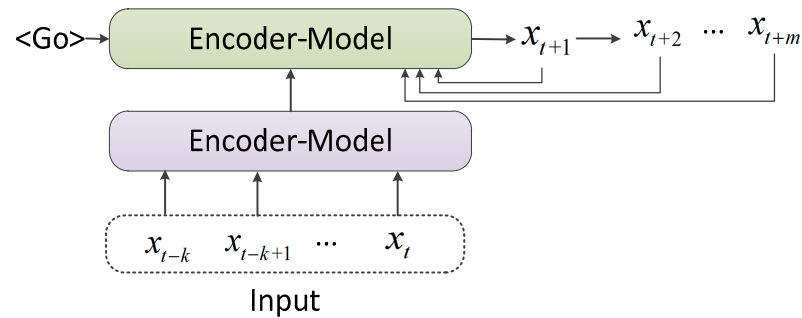 <Go> Encoder-Model x_{t+1} x_{t+2} ... x_{t+m}
Encoder-Model
x_{t-k} x_{t-k+1} ... x_t
Input